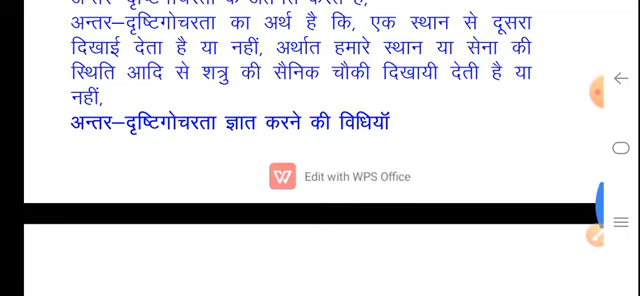 अन्तर–दृष्टिगोचरता का अर्थ है कि, एक स्थान से दूसरा
दिखाई देता है या नहीं, अर्थात हमारे स्थान या सेना की
स्थिति आदि से शत्रु की सैनिक चौकी दिखायी देती है या
नहीं,
अन्तर–दृष्टिगोचरता ज्ञात करने की विधियॉ
Edit with WPS Office